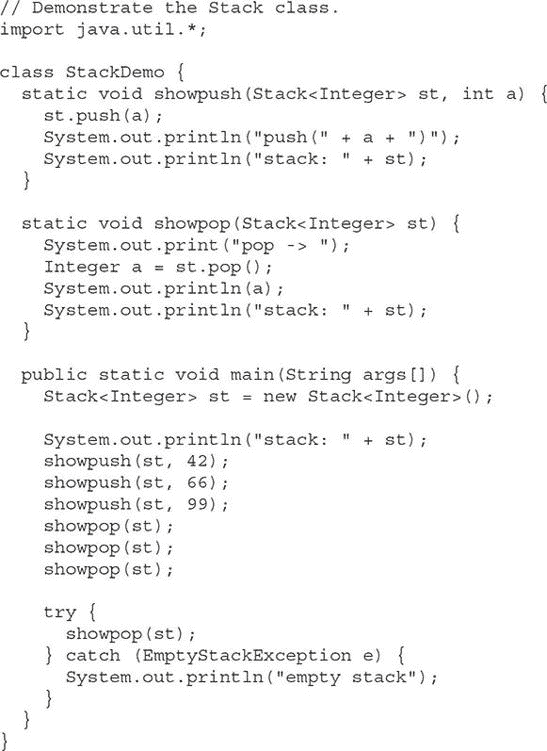 // Demonstrate the Stack class.
import java.util.*;

class StackDemo {
  static void showpush(Stack<Integer> st, int a) {
    st.push(a);
    System.out.println("push(" + a + ")");
    System.out.println("stack: " + st);
  }

  static void showpop(Stack<Integer> st) {
    System.out.print("pop -> ");
    Integer a = st.pop();
    System.out.println(a);
    System.out.println("stack: " + st);
  }

  public static void main(String args[]) {
    Stack<Integer> st = new Stack<Integer>();

    System.out.println("stack: " + st);
    showpush(st, 42);
    showpush(st, 66);
    showpush(st, 99);
    showpop(st);
    showpop(st);
    showpop(st);

    try {
      showpop(st);
    } catch (EmptyStackException e) {
      System.out.println("empty stack");
    }
  }
}